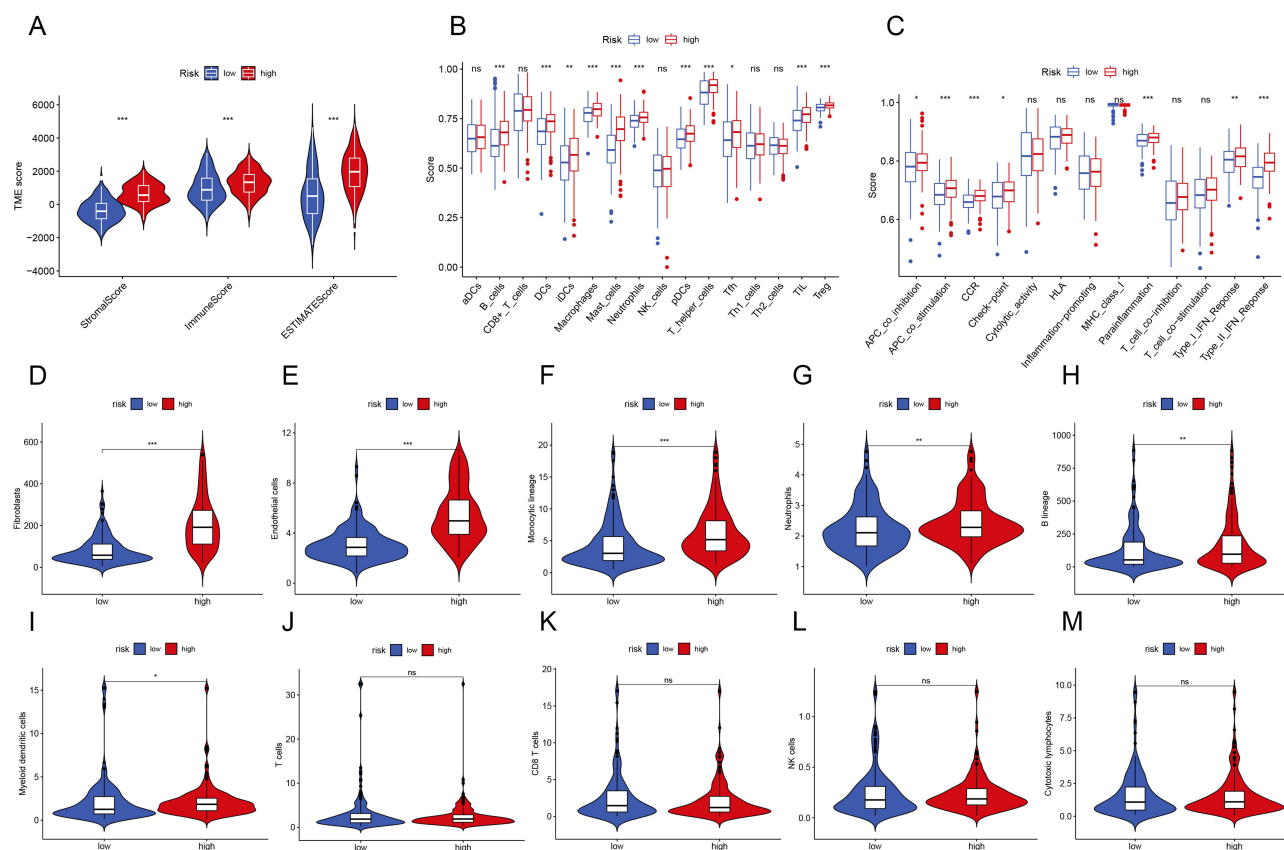 A
Risk low high
TME score
6000
4000
2000
0
−2000
−4000
*** *** ***
StromalScore
ImmuneScore
ESTIMATEScore
B
Risk low high
Score
1.00
0.75
0.50
0.25
0.00
ns *** ns *** ** *** *** *** ns *** *** * ns ns *** ***
aDCs
B_cells
CD8+_T_cells
DCs
iDCs
Macrophages
Mast_cells
Neutrophils
NK_cells
pDCs
T_helper_cells
Tfh
Th1_cells
Th2_cells
TIL
Treg
C
Risk low high
Score
1.0
0.8
0.6
* *** *** * ns ns ns ns *** ns ns ** ***
APC_co_inhibition
APC_co_stimulation
CCR
Check−point
Cytolytic_activity
HLA
Inflammation−promoting
MHC_class_I
Parainflammation
T_cell_co−inhibition
T_cell_co−stimulation
Type_I_IFN_Reponse
Type_II_IFN_Reponse
D
risk low high
Fibroblasts
600
400
200
0
***
low high
E
risk low high
Endothelial cells
12
8
4
0
***
low high
F
risk low high
Monocytic lineage
20
15
10
5
0
***
low high
G
risk low high
Neutrophils
5
4
3
2
1
**
low high
H
risk low high
B lineage
1000
750
500
250
0
**
low high
I
risk low high
Myeloid dendritic cells
15
10
5
0
*
low high
J
risk low high
T cells
30
20
10
0
ns
low high
K
risk low high
CD8 T cells
20
15
10
5
0
ns
low high
L
risk low high
NK cells
1.0
0.5
0.0
ns
low high
M
risk low high
Cytotoxic lymphocytes
10.0
7.5
5.0
2.5
0.0
ns
low high